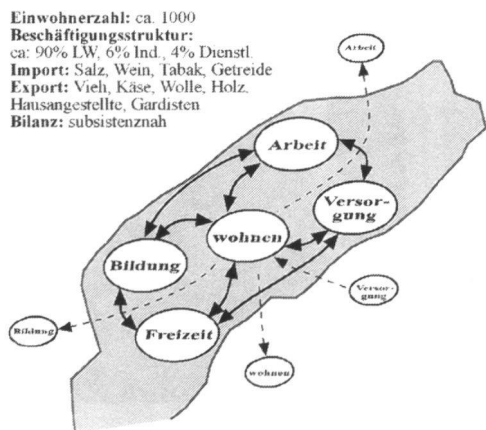 Einwohnerzahl: ca. 1000
Beschäftigungsstruktur:
ca: 90% LW, 6% Ind., 4% Dienstl.
Import: Salz, Wein, Tabak, Getreide
Export: Vieh, Käse, Wolle, Holz,
Hausangestellte, Gardisten
Bilanz: subsistenznah
Arbeit
Arbeit
Versor-
gung
wohnen
Bildung
Versor-
gung
Freizeit
Bildung
wohnen